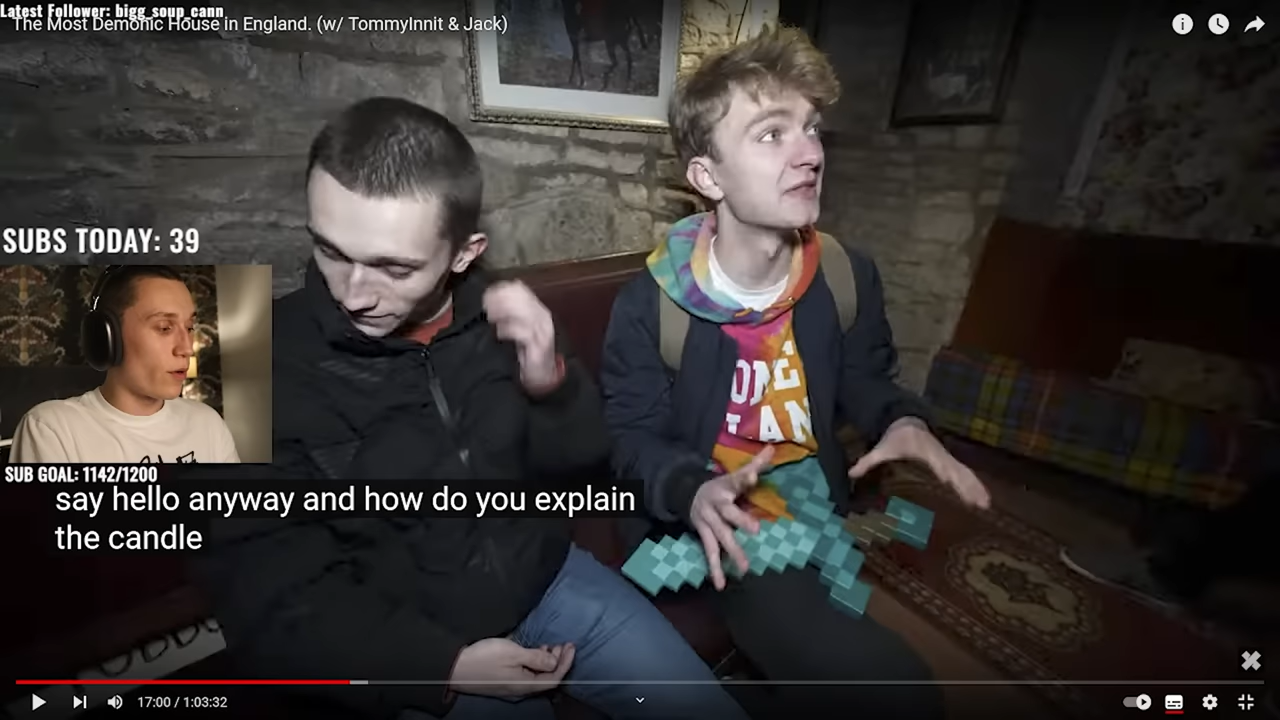 Latest Follower: bigg_soup_cann
The Most Demonic House in England. (w/ TommyInnit & Jack)
SUBS TODAY: 39
SUB GOAL: 1142/1200
say hello anyway and how do you explain
the candle
17:00 / 1:03:32